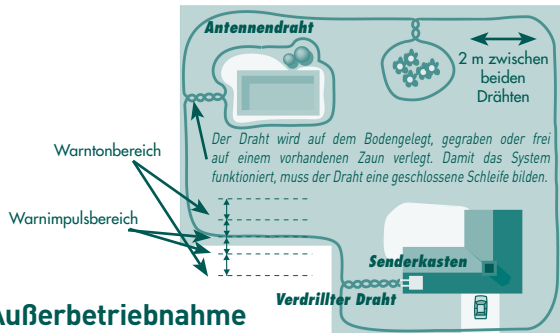 Antennendraht
2 m zwischen
beiden
Drähten
Der Draht wird auf dem Bodengelegt, gegraben oder frei
auf einem vorhandenen Zaun verlegt. Damit das System
funktioniert, muss der Draht eine geschlossene Schleife bilden.
Warntonbereich
Warnimpulsbereich
Senderkasten
Verdrillter Draht
Außerbetriebnahme